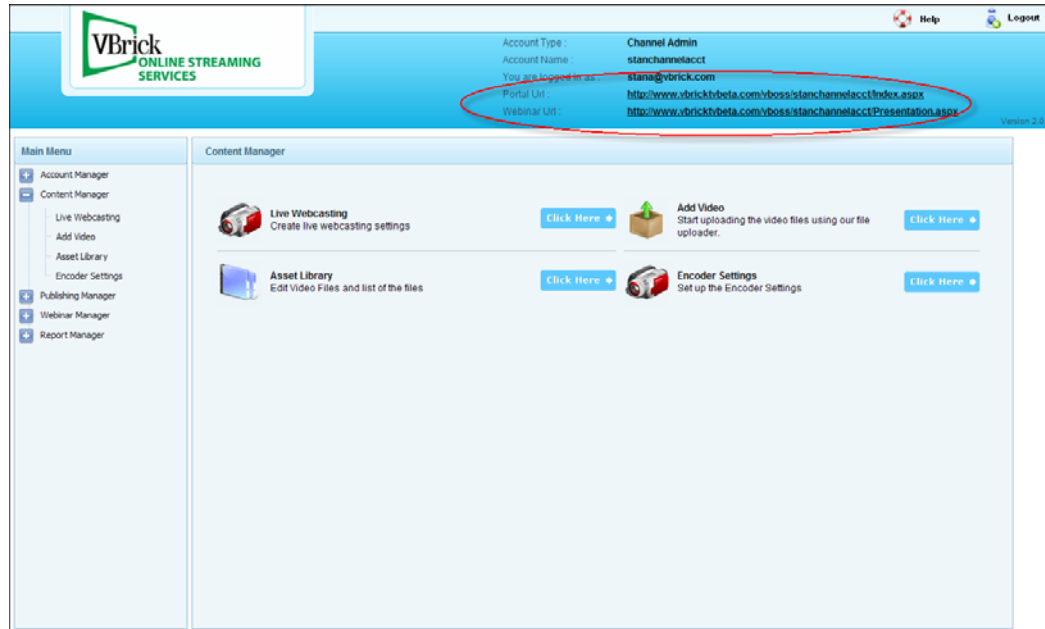 Help
Logout
VBrick
ONLINE STREAMING
SERVICES
Account Type : Channel Admin
Account Name : stanchannelacct
You are logged in as : stana@vbrick.com
Portal Url : http://www.vbricktvbeta.com/vboss/stanchannelacct/Index.aspx
Webinar Url : http://www.vbricktvbeta.com/vboss/stanchannelacct/Presentation.aspx
Version 2.0
Main Menu
Account Manager
Content Manager
Live Webcasting
Add Video
Asset Library
Encoder Settings
Publishing Manager
Webinar Manager
Report Manager
Content Manager
Live Webcasting
Create live webcasting settings
Click Here
Add Video
Start uploading the video files using our file
uploader.
Click Here
Asset Library
Edit Video Files and list of the files
Click Here
Encoder Settings
Set up the Encoder Settings
Click Here